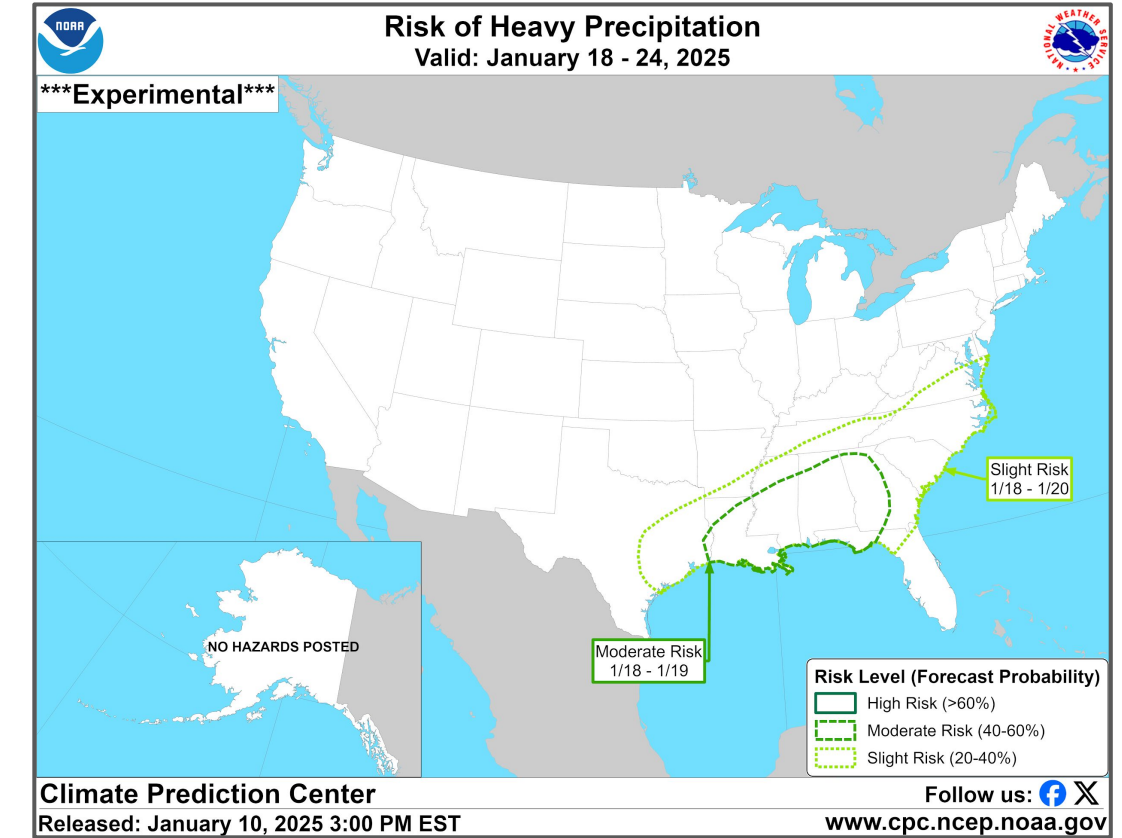 NOAA
Risk of Heavy Precipitation
Valid: January 18 - 24, 2025
NATIONAL WEATHER SERVICE
***Experimental***
Slight Risk
1/18 - 1/20
NO HAZARDS POSTED
Moderate Risk
1/18 - 1/19
Risk Level (Forecast Probability)
High Risk (>60%)
Moderate Risk (40-60%)
Slight Risk (20-40%)
Climate Prediction Center
Follow us:
Released: January 10, 2025 3:00 PM EST
www.cpc.ncep.noaa.gov